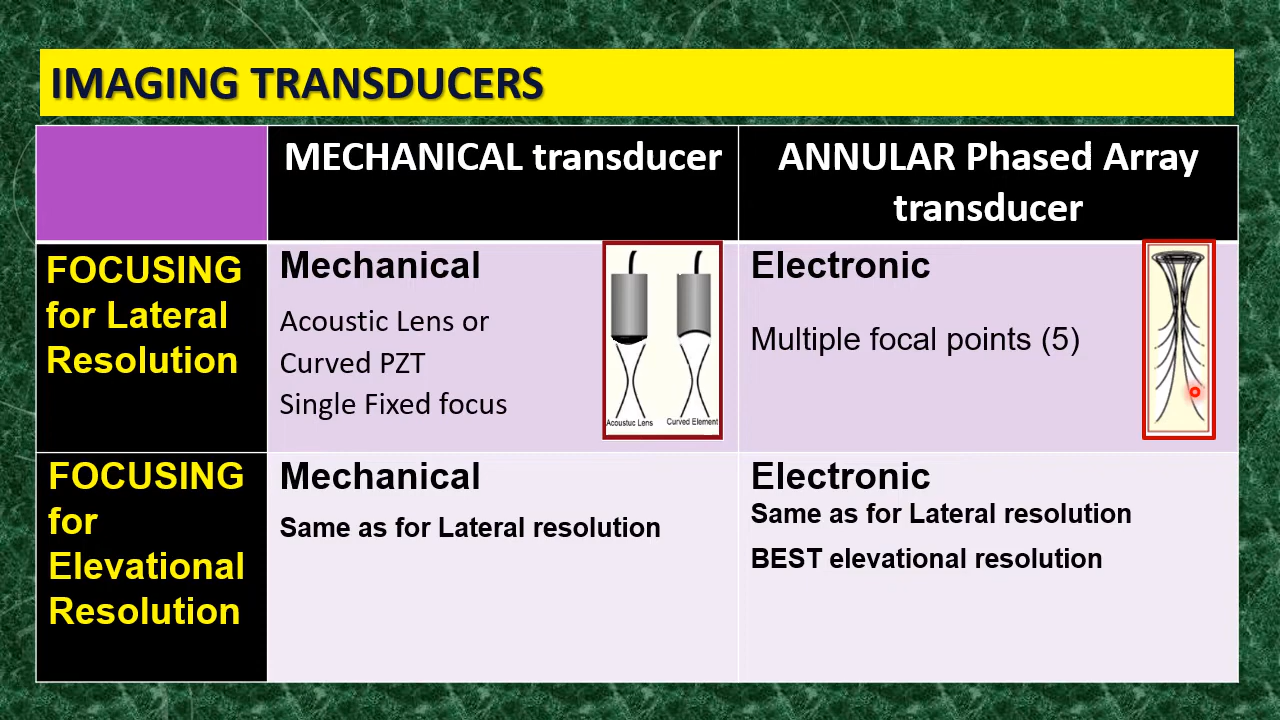 IMAGING TRANSDUCERS
MECHANICAL transducer
ANNULAR Phased Array
transducer
FOCUSING
for Lateral
Resolution
Mechanical
Acoustic Lens or
Curved PZT
Single Fixed focus
Acoustuc Lens
Curved Element
Electronic
Multiple focal points (5)
FOCUSING
for
Elevational
Resolution
Mechanical
Same as for Lateral resolution
Electronic
Same as for Lateral resolution
BEST elevational resolution